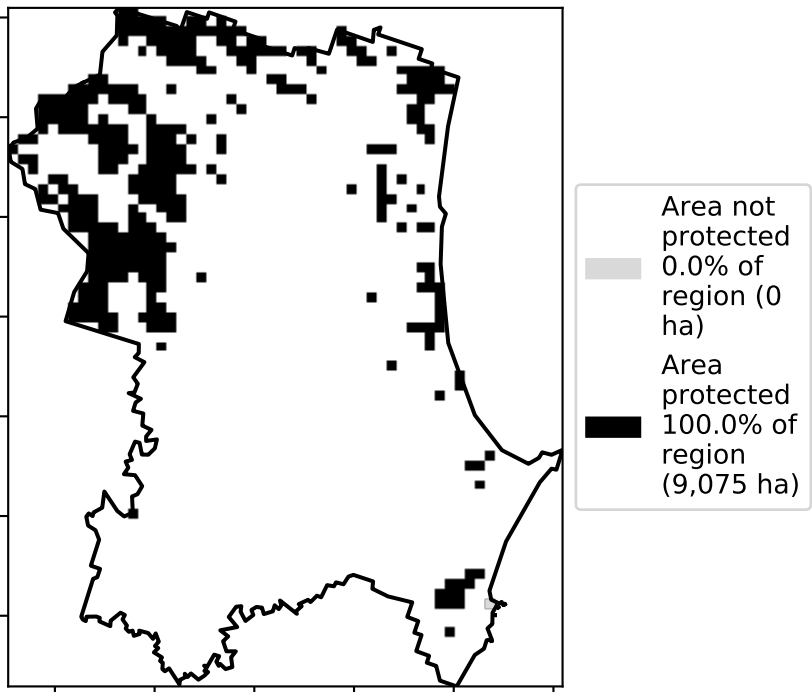 Area not
protected
0.0% of
region (0
ha)
Area
protected
100.0% of
region
(9,075 ha)